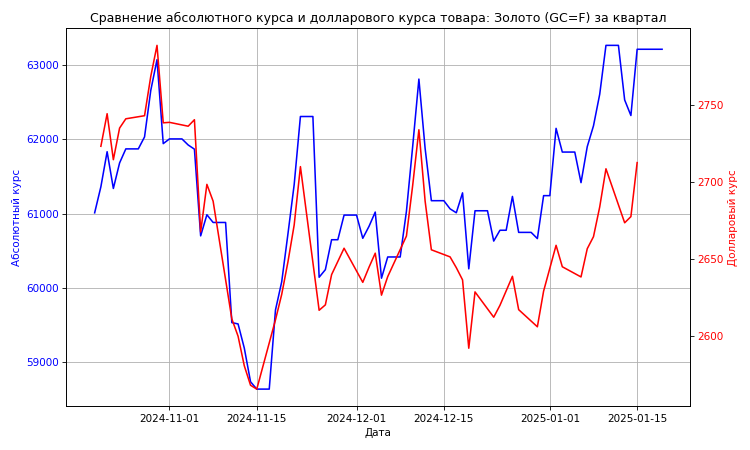 Сравнение абсолютного курса и долларового курса товара: Золото (GC=F) за квартал
63000
62000
61000
60000
59000
Абсолютный курс
2750
2700
2650
2600
Долларовый курс
2024-11-01 2024-11-15 2024-12-01 2024-12-15 2025-01-01 2025-01-15
Дата